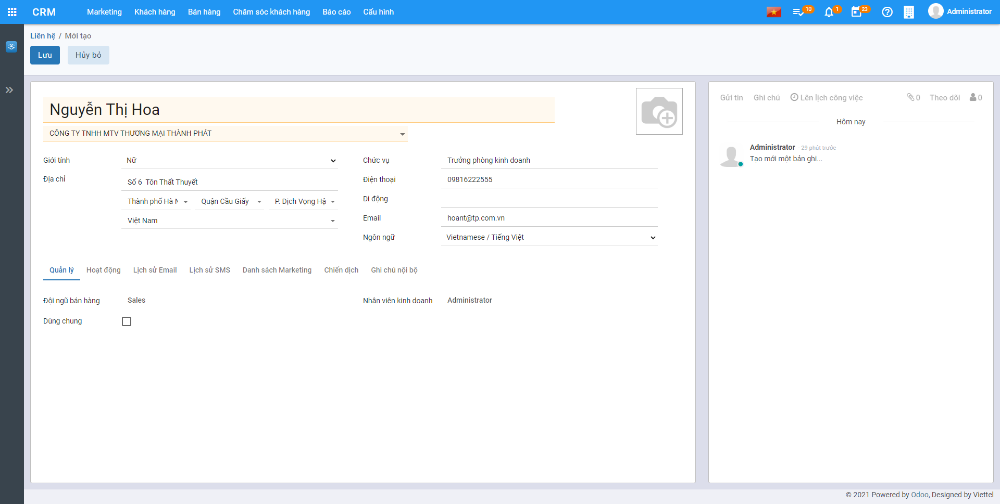 CRM Marketing Khách hàng Bán hàng Chăm sóc khách hàng Báo cáo Cấu hình 10 1 23 Administrator
Liên hệ / Mới tạo
Lưu Hủy bỏ
Nguyễn Thị Hoa
CÔNG TY TNHH MTV THƯƠNG MẠI THÀNH PHÁT
Giới tính Nữ
Địa chỉ Số 6 Tôn Thất Thuyết
Thành phố Hà Quận Cầu Giấy P. Dịch Vọng Hậ
Việt Nam
Chức vụ Trưởng phòng kinh doanh
Điện thoại 09816222555
Di động
Email hoant@tp.com.vn
Ngôn ngữ Vietnamese / Tiếng Việt
Quản lý Hoạt động Lịch sử Email Lịch sử SMS Danh sách Marketing Chiến dịch Ghi chú nội bộ
Đội ngũ bán hàng Sales
Nhân viên kinh doanh Administrator
Dùng chung
Gửi tin Ghi chú Lên lịch công việc 0 Theo dõi 0
Hôm nay
Administrator - 29 phút trước
Tạo mới một bản ghi...
© 2021 Powered by Odoo, Designed by Viettel